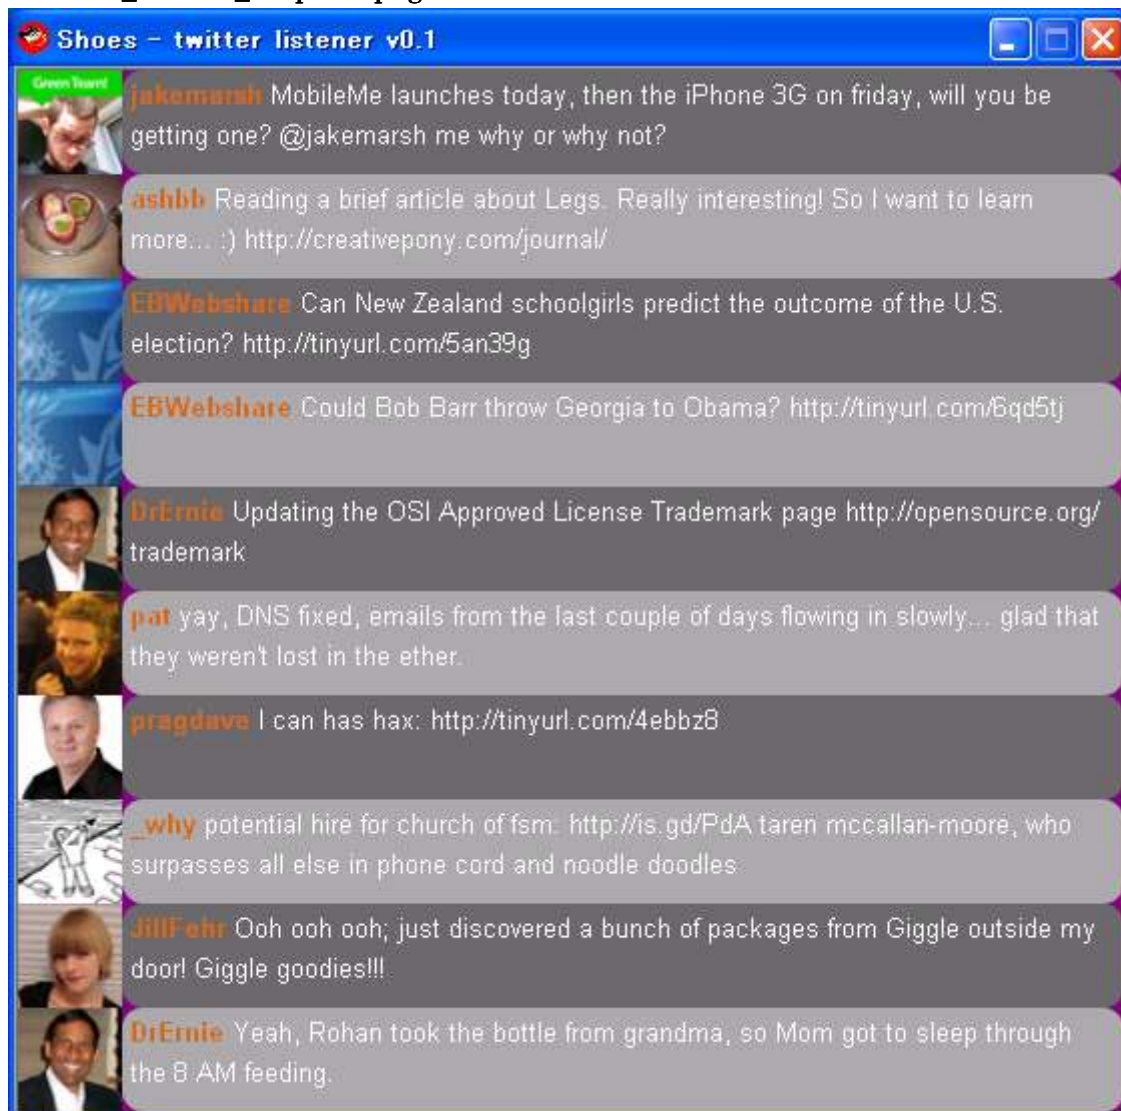 Shoes - twitter listener v0.1
Green Team!
jakemarsh MobileMe launches today, then the iPhone 3G on friday, will you be
getting one? @jakemarsh me why or why not?
ashbb Reading a brief article about Legs. Really interesting! So I want to learn
more... :) http://creativepony.com/journal/
EBWebshare Can New Zealand schoolgirls predict the outcome of the U.S.
election? http://tinyurl.com/5an39g
EBWebshare Could Bob Barr throw Georgia to Obama? http://tinyurl.com/6qd5tj
DrErnie Updating the OSI Approved License Trademark page http://opensource.org/
trademark
pat yay, DNS fixed, emails from the last couple of days flowing in slowly... glad that
they weren't lost in the ether.
pragdave I can has hax: http://tinyurl.com/4ebbz8
_why potential hire for church of fsm: http://is.gd/PdA taren mccallan-moore, who
surpasses all else in phone cord and noodle doodles
JillFehr Ooh ooh ooh; just discovered a bunch of packages from Giggle outside my
door! Giggle goodies!!!
DrErnie Yeah, Rohan took the bottle from grandma, so Mom got to sleep through
the 8 AM feeding.